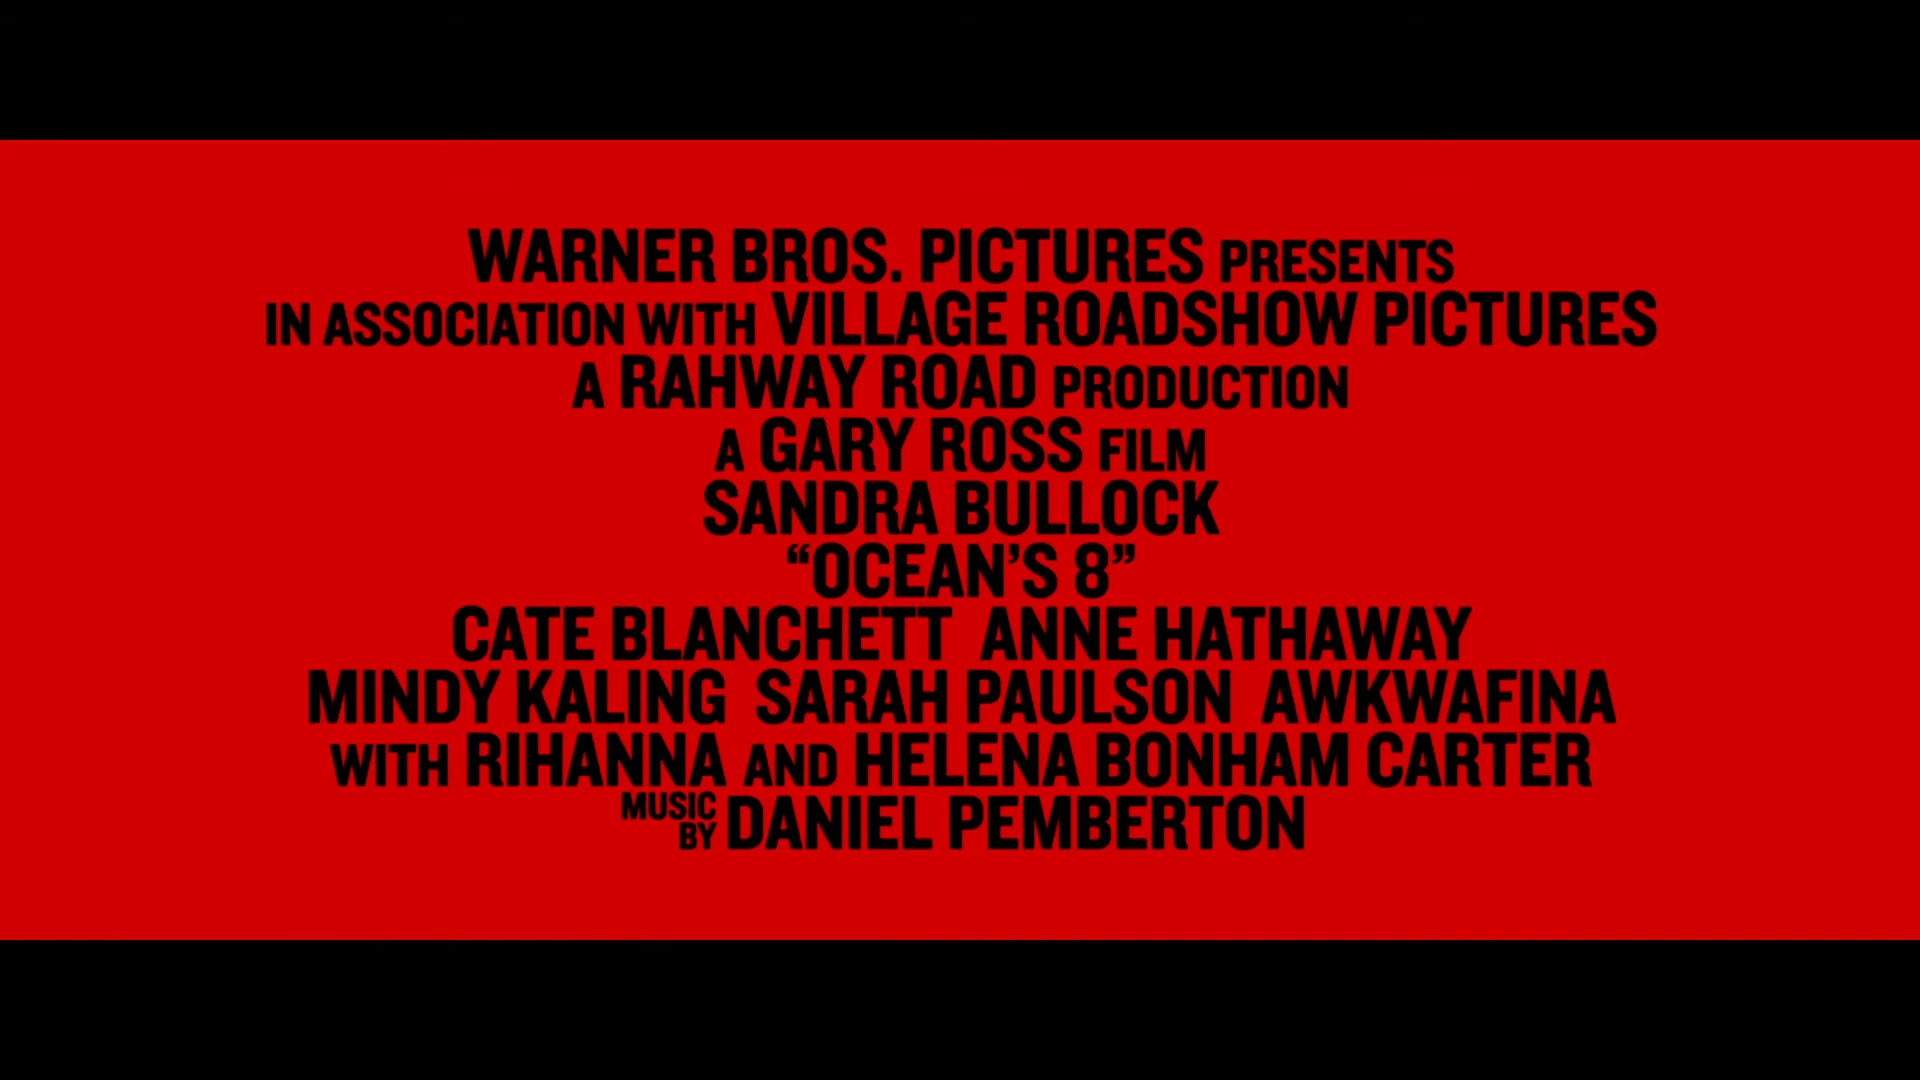 WARNER BROS. PICTURES PRESENTS
IN ASSOCIATION WITH VILLAGE ROADSHOW PICTURES
A RAHWAY ROAD PRODUCTION
A GARY ROSS FILM
SANDRA BULLOCK
“OCEAN’S 8”
CATE BLANCHETT ANNE HATHAWAY
MINDY KALING SARAH PAULSON AWKWAFINA
WITH RIHANNA AND HELENA BONHAM CARTER
MUSIC BY DANIEL PEMBERTON